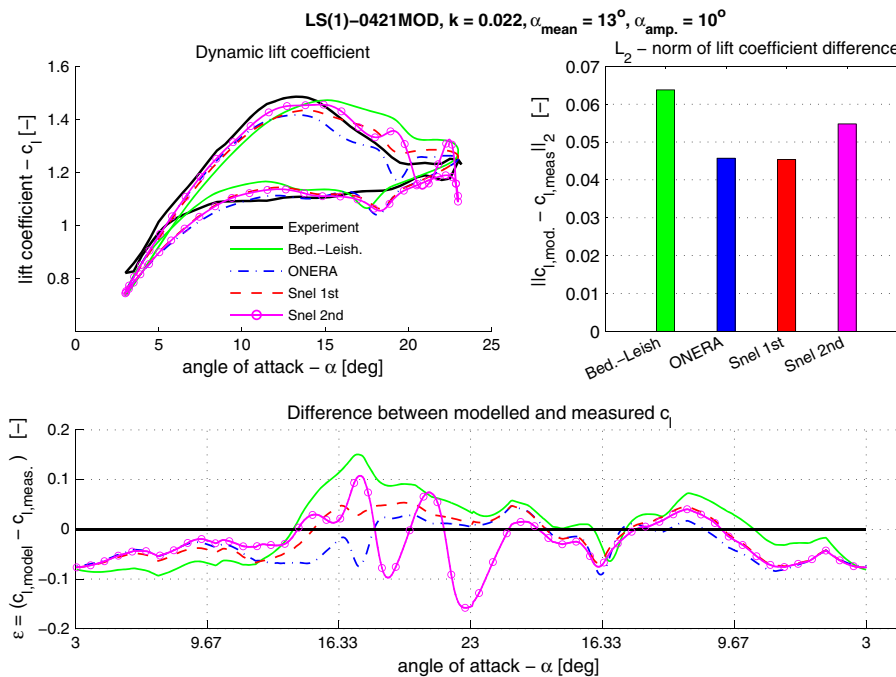 LS(1)−0421MOD, k = 0.022, α_mean = 13°, α_amp. = 10°
Dynamic lift coefficient
lift coefficient − c_l [−]
1.6
1.4
1.2
1
0.8
0.6
Experiment
Bed.−Leish.
ONERA
Snel 1st
Snel 2nd
0 5 10 15 20 25
angle of attack − α [deg]
L_2 − norm of lift coefficient difference
||c_l,mod. − c_l,meas||_2 [−]
0.07
0.06
0.05
0.04
0.03
0.02
0.01
0
Bed.−Leish ONERA Snel 1st Snel 2nd
Difference between modelled and measured c_l
ε = (c_l,model − c_l,meas.) [−]
0.2
0.1
0
−0.1
−0.2
3 9.67 16.33 23 16.33 9.67 3
angle of attack − α [deg]